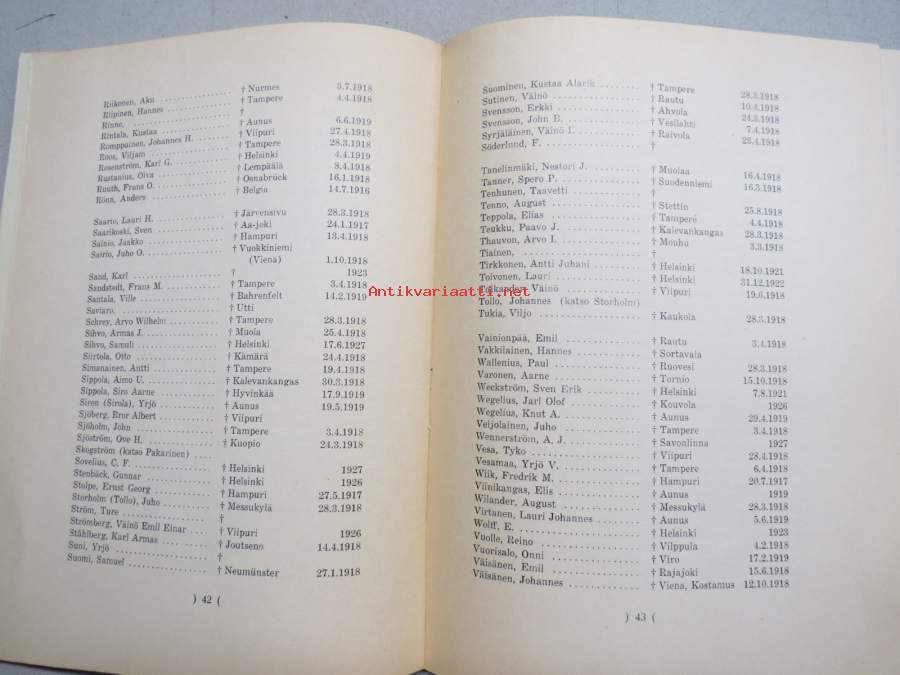 Riikonen, Aku † Nurmes 3.7.1918
Riipinen, Hannes † Tampere 4.4.1918
Rinne, †
Rintala, Kustaa † Aunus 6.6.1919
Romppainen, Johannes H. † Viipuri 27.4.1918
Roos, Viljam † Tampere 28.3.1918
Rosenström, Karl G. † Helsinki 4.4.1919
Rustanius, Oiva † Lempäälä 8.4.1918
Ruuth, Frans O. † Osnabrück 16.1.1918
Rönn, Anders † Belgia 14.7.1916
Saario, Lauri H. † Järvensivu 28.3.1918
Saarikoski, Sven † Aa-joki 24.1.1917
Sainio, Jaakko † Hampuri 13.4.1918
Sairio, Juho O. † Vuokkiniemi
(Viena) 1.10.1918
Sand, Karl † 1923
Sandstedt, Frans M. † Tampere 3.4.1918
Santala, Ville † Bahrenfelt 14.2.1919
Saviaro, † Utti
Schrey, Arvo Wilhelm † Tampere 28.3.1918
Sihvo, Armas J. † Muola 25.4.1918
Sihvo, Samuli † Helsinki 17.6.1927
Siirtola, Otto † Kämärä 24.4.1918
Simanainen, Antti † Tampere 19.4.1918
Sippola, Aimo U. † Kalevankangas 30.3.1918
Sippola, Siro Aarne † Hyvinkää 17.9.1919
Siren (Sirola), Yrjö † Aunus 19.5.1919
Sjöberg, Bror Albert † Viipuri
Sjöholm, John † Tampere 3.4.1918
Sjöström, Ove H. † Kuopio 24.3.1918
Skogström (katso Pakarinen)
Sovelius, C. F. † Helsinki 1927
Stenbäck, Gunnar † Helsinki 1926
Stolpe, Ernst Georg † Hampuri 27.5.1917
Storholm (Tollo), Juho † Messukylä 28.3.1918
Ström, Ture †
Strömberg, Väinö Emil Einar † Viipuri 1926
Ståhlberg, Karl Armas † Joutseno 14.4.1918
Suni, Yrjö †
Suomi, Samuel † Neumünster 27.1.1918
) 42 (
Suominen, Kustaa Alarik † Tampere 28.3.1918
Sutinen, Väinö † Rautu 10.4.1918
Svensson, Erkki † Ahvola 24.3.1918
Svensson, John B. † Vesilahti 7.4.1918
Syrjäläinen, Väinö I. † Raivola 25.4.1918
Söderlund, F. †
Tanelinmäki, Nestori J. † Muolaa 16.4.1918
Tanner, Spero P. † Suodenniemi 16.3.1918
Tenhunen, Taavetti †
Tenno, August † Stettin 25.8.1918
Teppola, Elias † Tampere 4.4.1918
Teukku, Paavo J. † Kalevankangas 28.3.1918
Thauvon, Arvo I. † Mouhu 3.3.1918
Tiainen,
Tirkkonen, Antti Juhani † Helsinki 18.10.1921
Toivonen, Lauri † Helsinki 31.12.1922
Toikander, Väinö † Viipuri 19.6.1918
Tollo, Johannes (katso Storholm)
Tukia, Viljo † Kaukola 28.3.1918
Vainionpää, Emil † Rautu 3.4.1918
Vakkilainen, Hannes † Sortavala
Wallenius, Paul † Ruovesi 28.3.1918
Varonen, Aarne † Tornio 15.10.1918
Weckström, Sven Erik † Helsinki 7.8.1921
Wegelius, Jarl Olof † Kouvola 1926
Wegelius, Knut A. † Aunus 29.4.1919
Veijolainen, Juho † Tampere 3.4.1918
Wennerström, A. J. † Savonlinna 1927
Vesa, Tyko † Viipuri 28.4.1918
Vesamaa, Yrjö V. † Tampere 6.4.1918
Wiik, Fredrik M. † Hampuri 20.7.1917
Viinikangas, Elis † Aunus 1919
Wilander, August † Messukylä 28.3.1918
Virtanen, Lauri Johannes † Aunus 5.6.1919
Wolff, E. † Helsinki 1923
Vuolle, Reino † Vilppula 4.2.1918
Vuorisalo, Onni † Viro 17.2.1919
Väisänen, Emil † Rajajoki 15.6.1918
Väisänen, Johannes † Viena, Kostamus 12.10.1918
) 43 (
Antikvariaatti.net